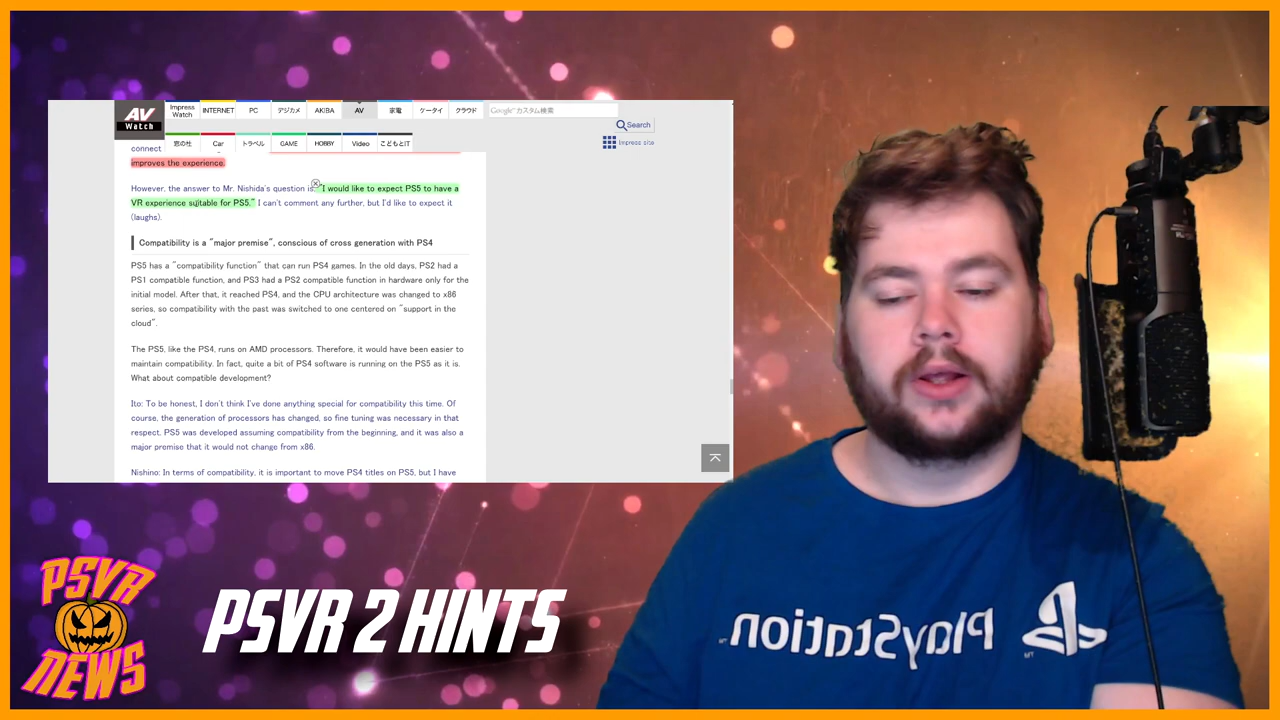 AV
Watch
Impress
Watch
INTERNET
PC
デジカメ
AKIBA
AV
家電
ケータイ
クラウド
Google カスタム検索
Search
窓の杜
Car
トラベル
GAME
HOBBY
Video
こどもとIT
Impress site
connect
improves the experience.
However, the answer to Mr. Nishida's question is, "I would like to expect PS5 to have a
VR experience suitable for PS5." I can't comment any further, but I'd like to expect it
(laughs).
Compatibility is a "major premise", conscious of cross generation with PS4
PS5 has a "compatibility function" that can run PS4 games. In the old days, PS2 had a
PS1 compatible function, and PS3 had a PS2 compatible function in hardware only for the
initial model. After that, it reached PS4, and the CPU architecture was changed to x86
series, so compatibility with the past was switched to one centered on "support in the
cloud".
The PS5, like the PS4, runs on AMD processors. Therefore, it would have been easier to
maintain compatibility. In fact, quite a bit of PS4 software is running on the PS5 as it is.
What about compatible development?
Ito: To be honest, I don't think I've done anything special for compatibility this time. Of
course, the generation of processors has changed, so fine tuning was necessary in that
respect. PS5 was developed assuming compatibility from the beginning, and it was also a
major premise that it would not change from x86.
Nishino: In terms of compatibility, it is important to move PS4 titles on PS5, but I have
PlayStation
TM
PSVR
NEWS
PSVR 2 HINTS